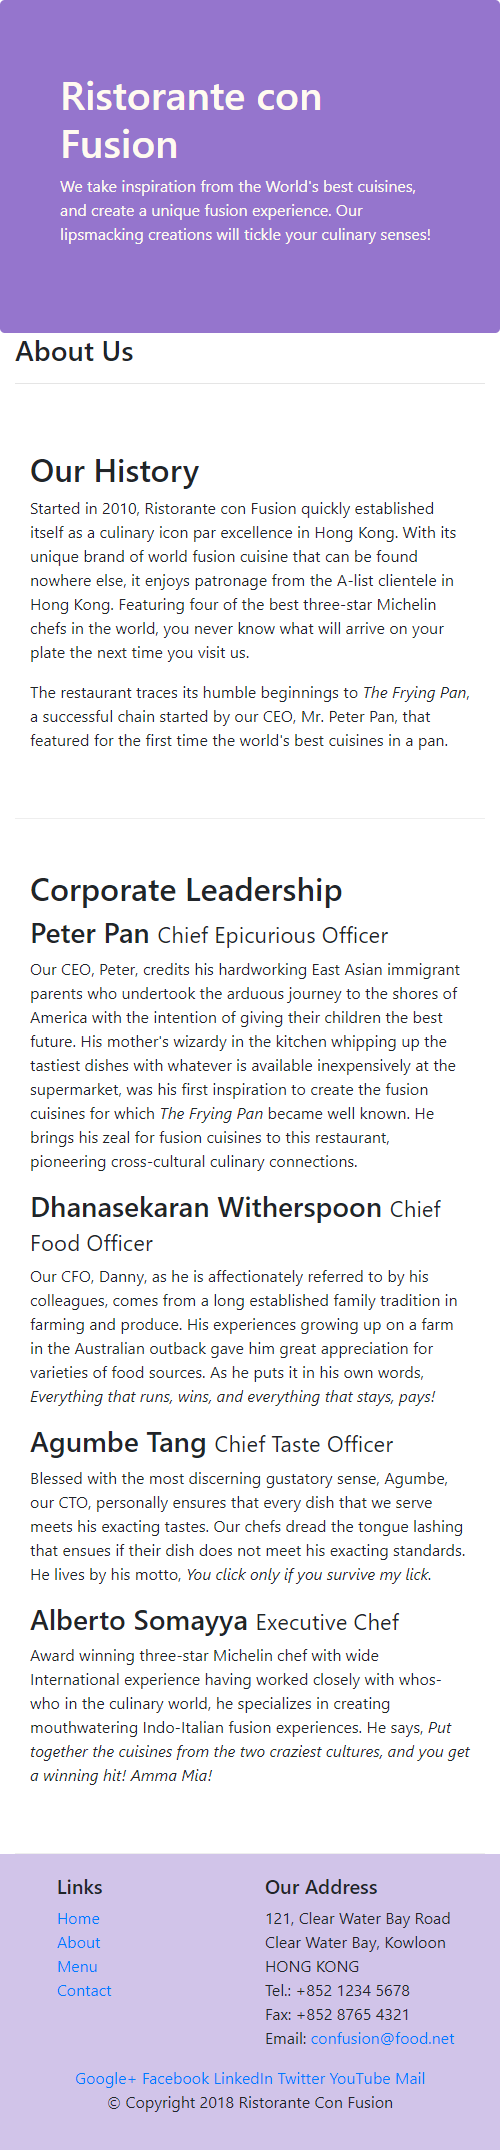 Ristorante con
Fusion
We take inspiration from the World's best cuisines,
and create a unique fusion experience. Our
lipsmacking creations will tickle your culinary senses!
About Us
Our History
Started in 2010, Ristorante con Fusion quickly established
itself as a culinary icon par excellence in Hong Kong. With its
unique brand of world fusion cuisine that can be found
nowhere else, it enjoys patronage from the A-list clientele in
Hong Kong. Featuring four of the best three-star Michelin
chefs in the world, you never know what will arrive on your
plate the next time you visit us.
The restaurant traces its humble beginnings to The Frying Pan,
a successful chain started by our CEO, Mr. Peter Pan, that
featured for the first time the world's best cuisines in a pan.
Corporate Leadership
Peter Pan Chief Epicurious Officer
Our CEO, Peter, credits his hardworking East Asian immigrant
parents who undertook the arduous journey to the shores of
America with the intention of giving their children the best
future. His mother's wizardy in the kitchen whipping up the
tastiest dishes with whatever is available inexpensively at the
supermarket, was his first inspiration to create the fusion
cuisines for which The Frying Pan became well known. He
brings his zeal for fusion cuisines to this restaurant,
pioneering cross-cultural culinary connections.
Dhanasekaran Witherspoon Chief
Food Officer
Our CFO, Danny, as he is affectionately referred to by his
colleagues, comes from a long established family tradition in
farming and produce. His experiences growing up on a farm
in the Australian outback gave him great appreciation for
varieties of food sources. As he puts it in his own words,
Everything that runs, wins, and everything that stays, pays!
Agumbe Tang Chief Taste Officer
Blessed with the most discerning gustatory sense, Agumbe,
our CTO, personally ensures that every dish that we serve
meets his exacting tastes. Our chefs dread the tongue lashing
that ensues if their dish does not meet his exacting standards.
He lives by his motto, You click only if you survive my lick.
Alberto Somayya Executive Chef
Award winning three-star Michelin chef with wide
International experience having worked closely with whos-
who in the culinary world, he specializes in creating
mouthwatering Indo-Italian fusion experiences. He says, Put
together the cuisines from the two craziest cultures, and you get
a winning hit! Amma Mia!
Links
Home
About
Menu
Contact
Our Address
121, Clear Water Bay Road
Clear Water Bay, Kowloon
HONG KONG
Tel.: +852 1234 5678
Fax: +852 8765 4321
Email: confusion@food.net
Google+ Facebook LinkedIn Twitter YouTube Mail
© Copyright 2018 Ristorante Con Fusion